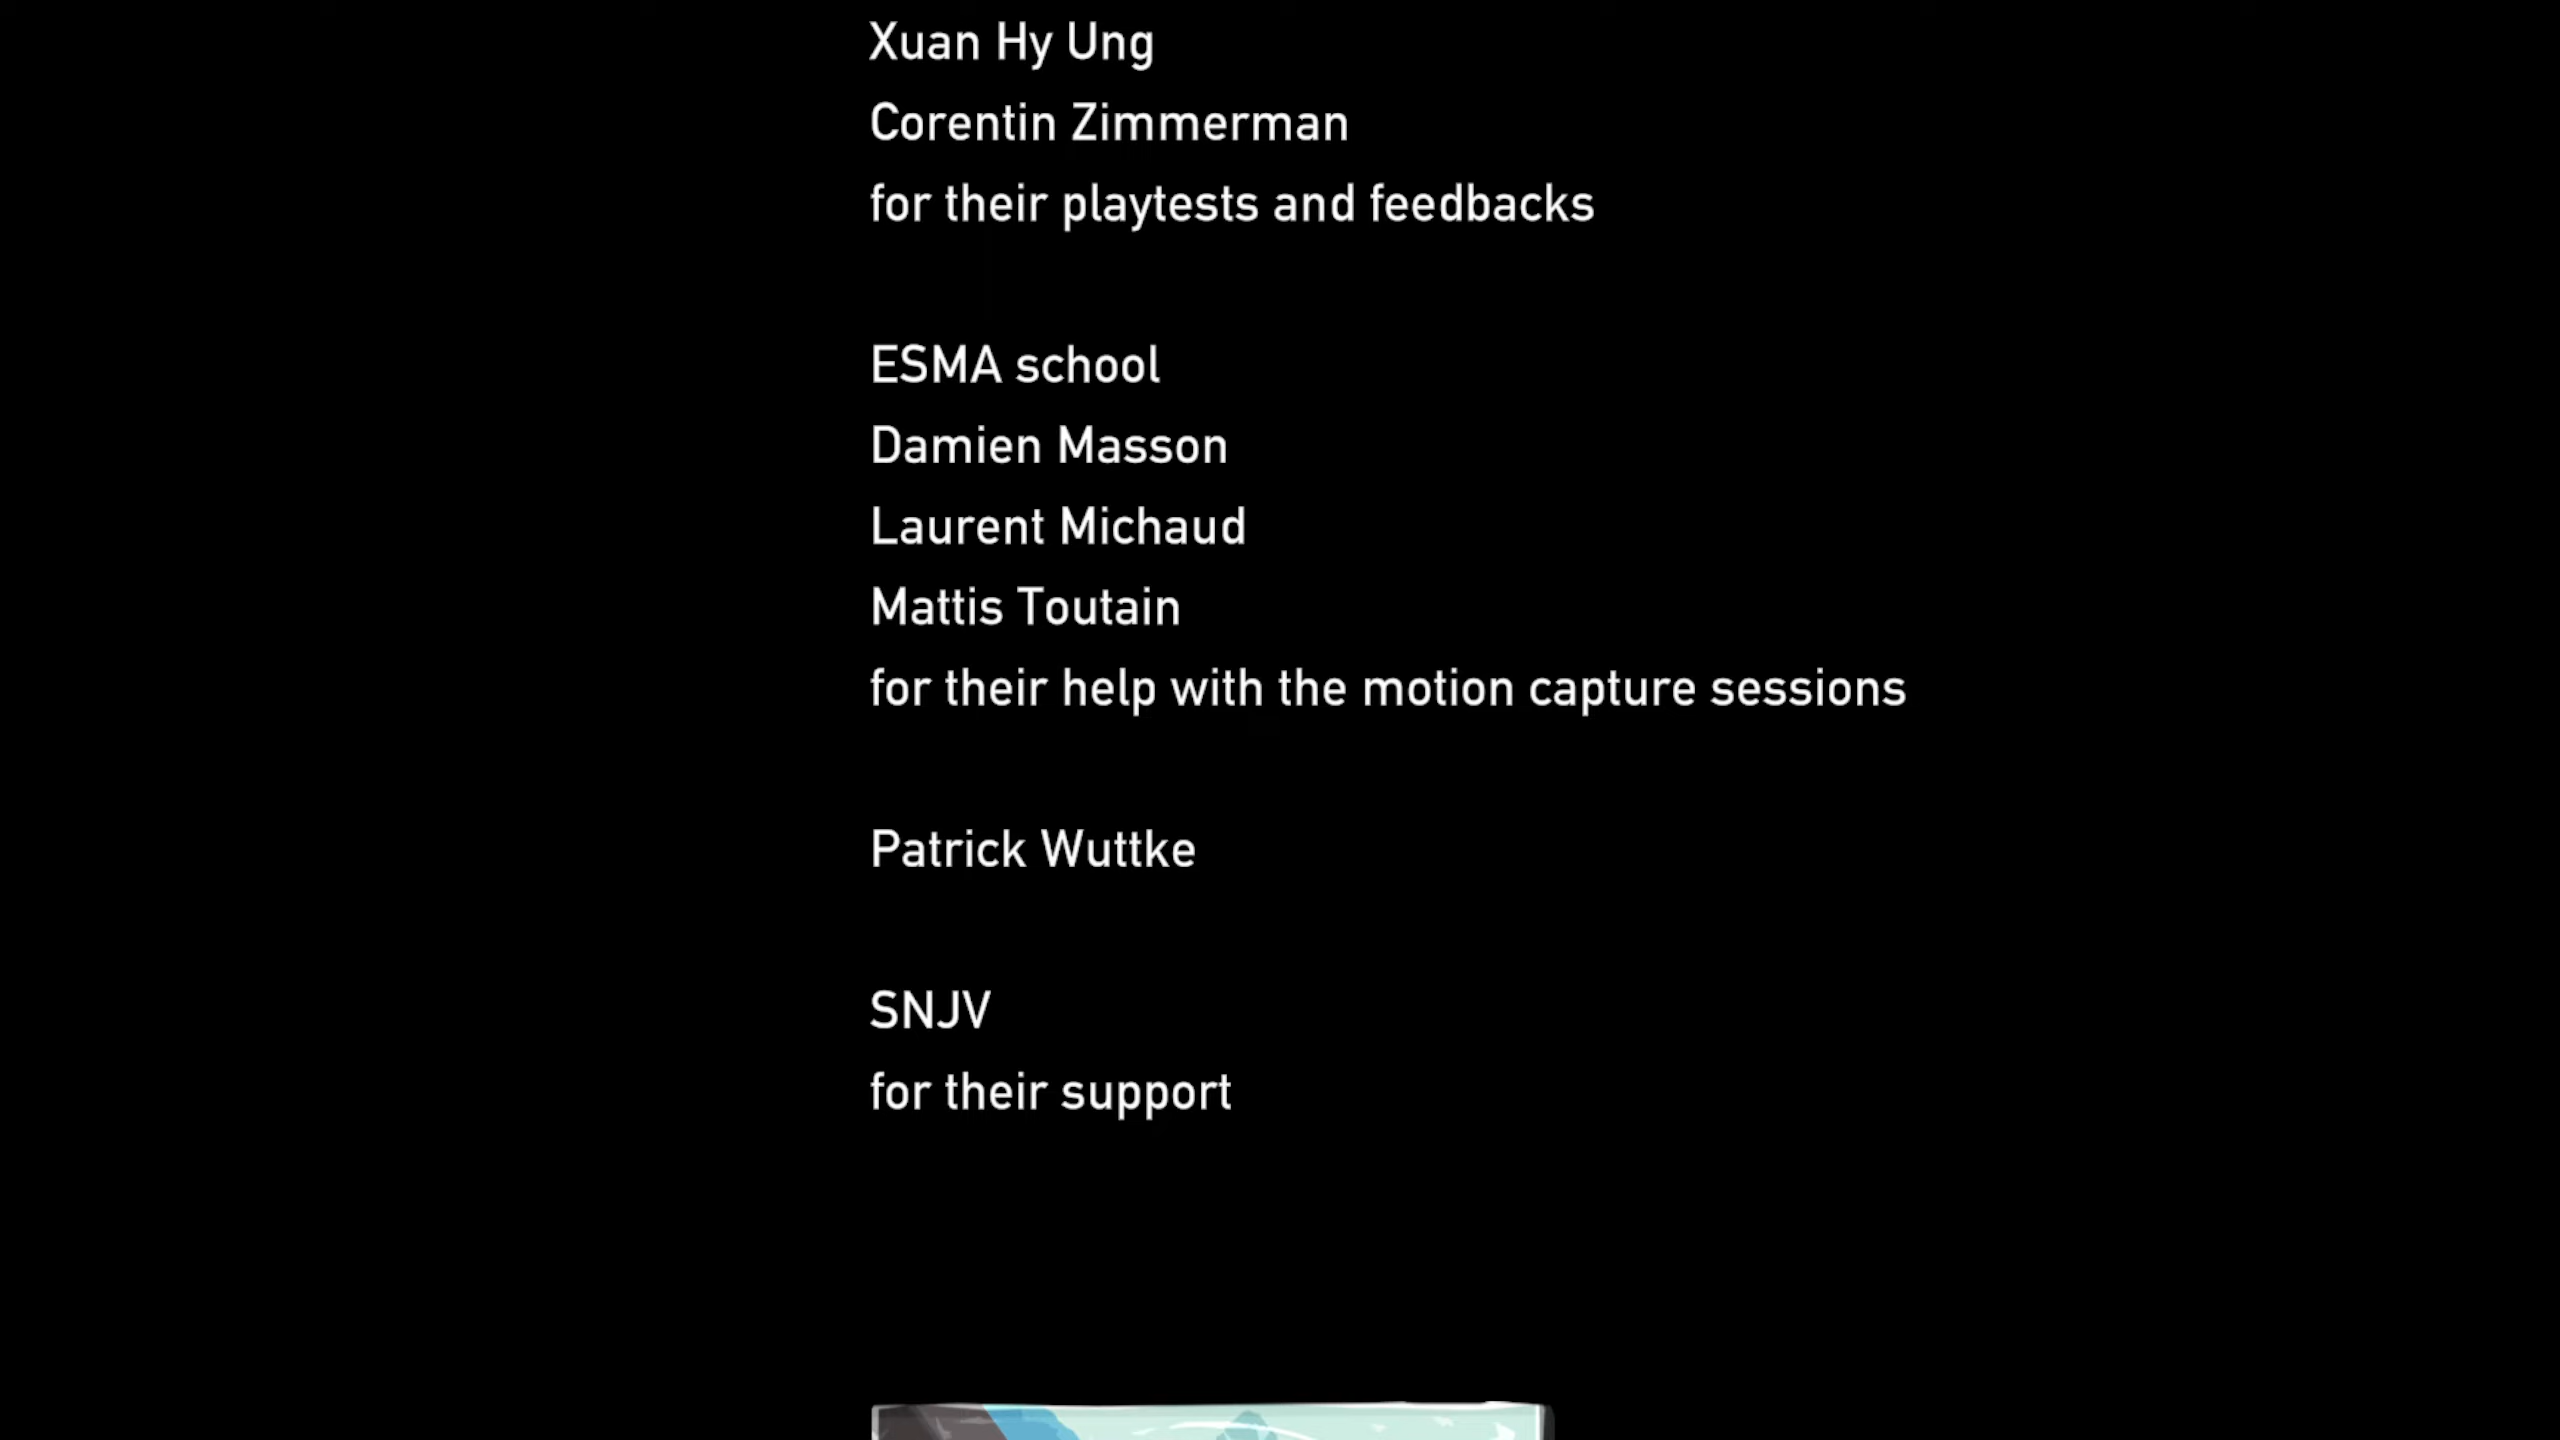 Xuan Hy Ung
Corentin Zimmerman
for their playtests and feedbacks
ESMA school
Damien Masson
Laurent Michaud
Mattis Toutain
for their help with the motion capture sessions
Patrick Wuttke
SNJV
for their support